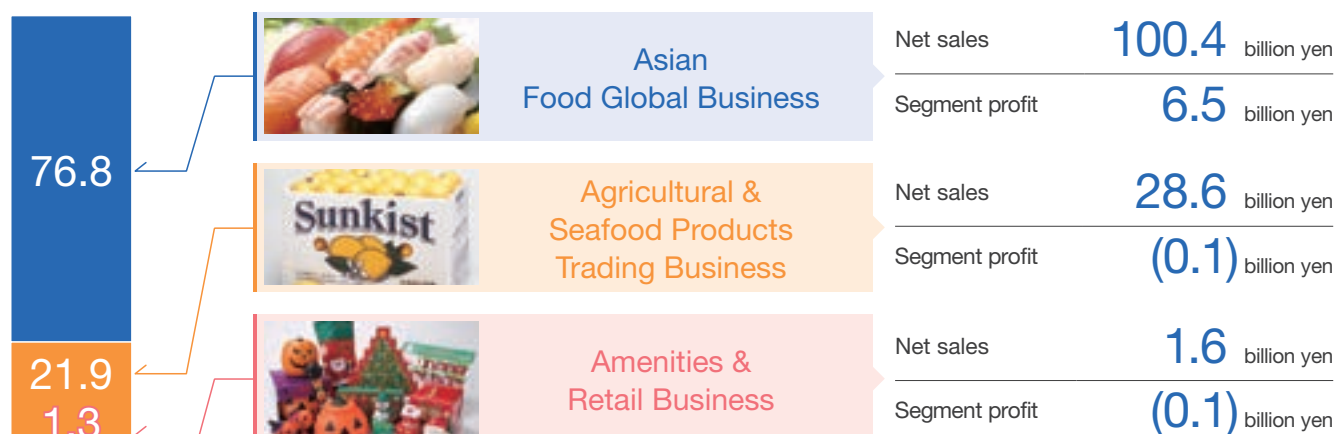 76.8
21.9
1.3
Asian
Food Global Business
Net sales 100.4 billion yen
Segment profit 6.5 billion yen
Sunkist
Agricultural &
Seafood Products
Trading Business
Net sales 28.6 billion yen
Segment profit (0.1) billion yen
Amenities &
Retail Business
Net sales 1.6 billion yen
Segment profit (0.1) billion yen